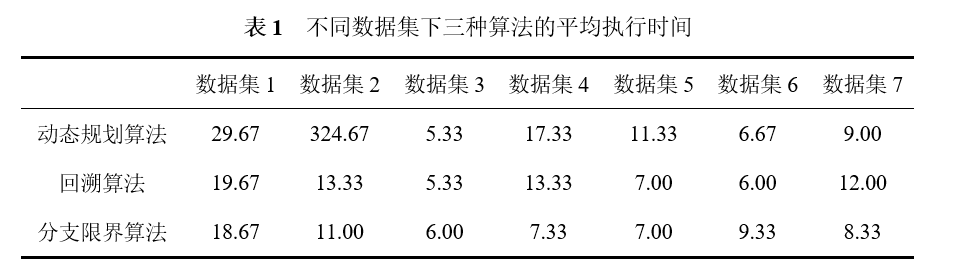 表 1 不同数据集下三种算法的平均执行时间
数据集 1 数据集 2 数据集 3 数据集 4 数据集 5 数据集 6 数据集 7
动态规划算法 29.67 324.67 5.33 17.33 11.33 6.67 9.00
回溯算法 19.67 13.33 5.33 13.33 7.00 6.00 12.00
分支限界算法 18.67 11.00 6.00 7.33 7.00 9.33 8.33